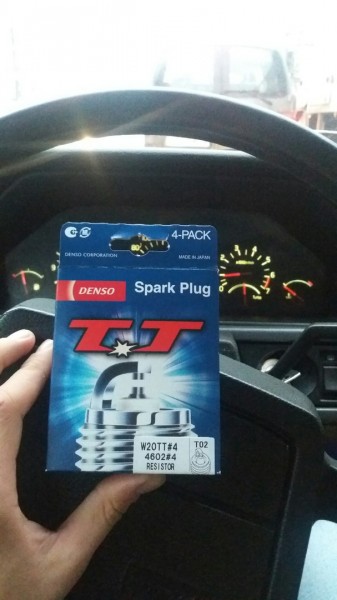 4-PACK
DENSO CORPORATION
MADE IN JAPAN
DENSO Spark Plug
TT
W20TT#4 T02
4602#4
RESISTOR